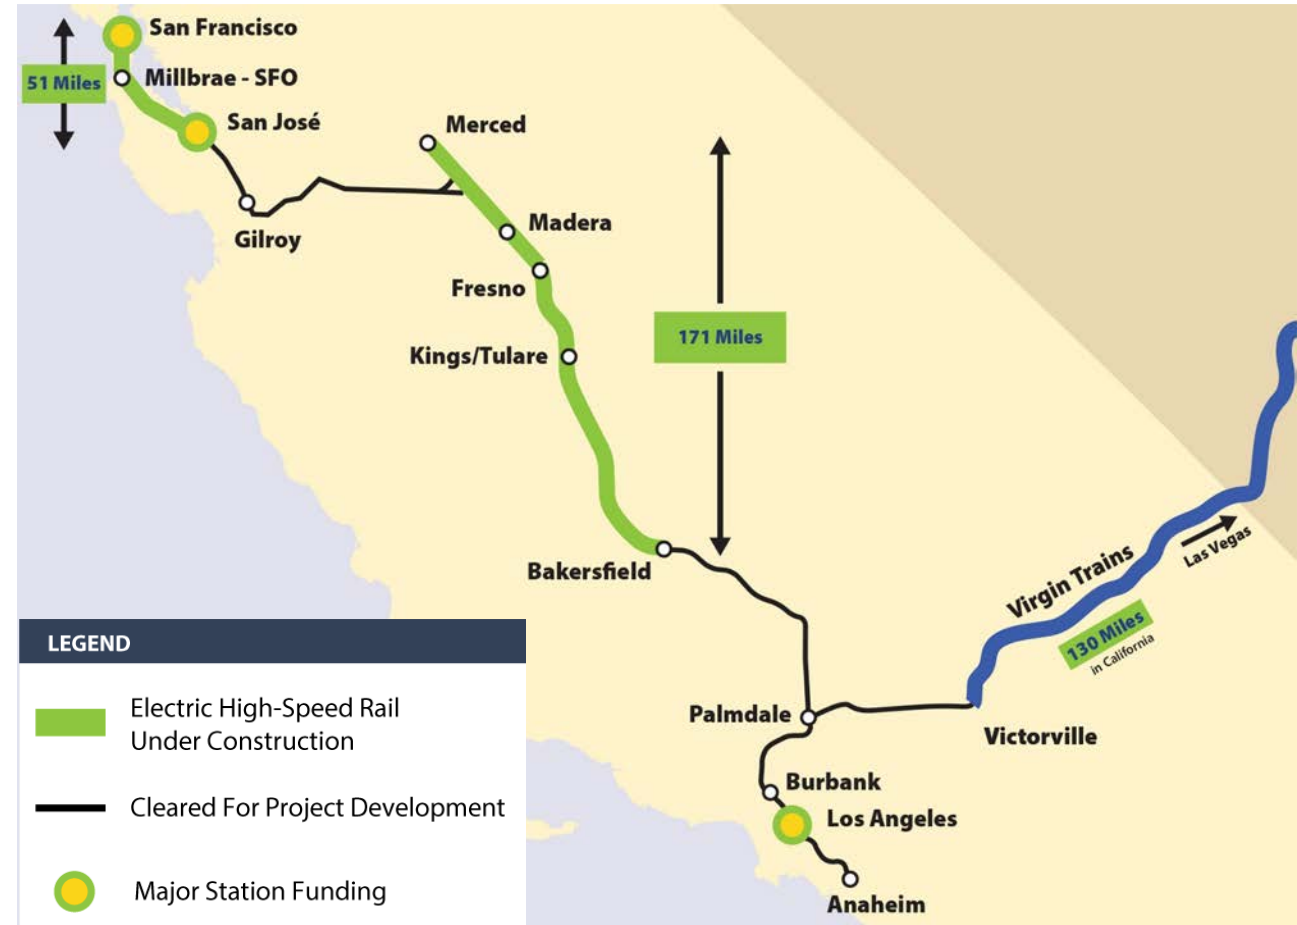 San Francisco
51 Miles
Millbrae - SFO
San José
Merced
Gilroy
Madera
Fresno
171 Miles
Kings/Tulare
Bakersfield
Virgin Trains
Las Vegas
130 Miles
in California
Palmdale
Victorville
Burbank
Los Angeles
Anaheim
LEGEND
Electric High-Speed Rail
Under Construction
Cleared For Project Development
Major Station Funding